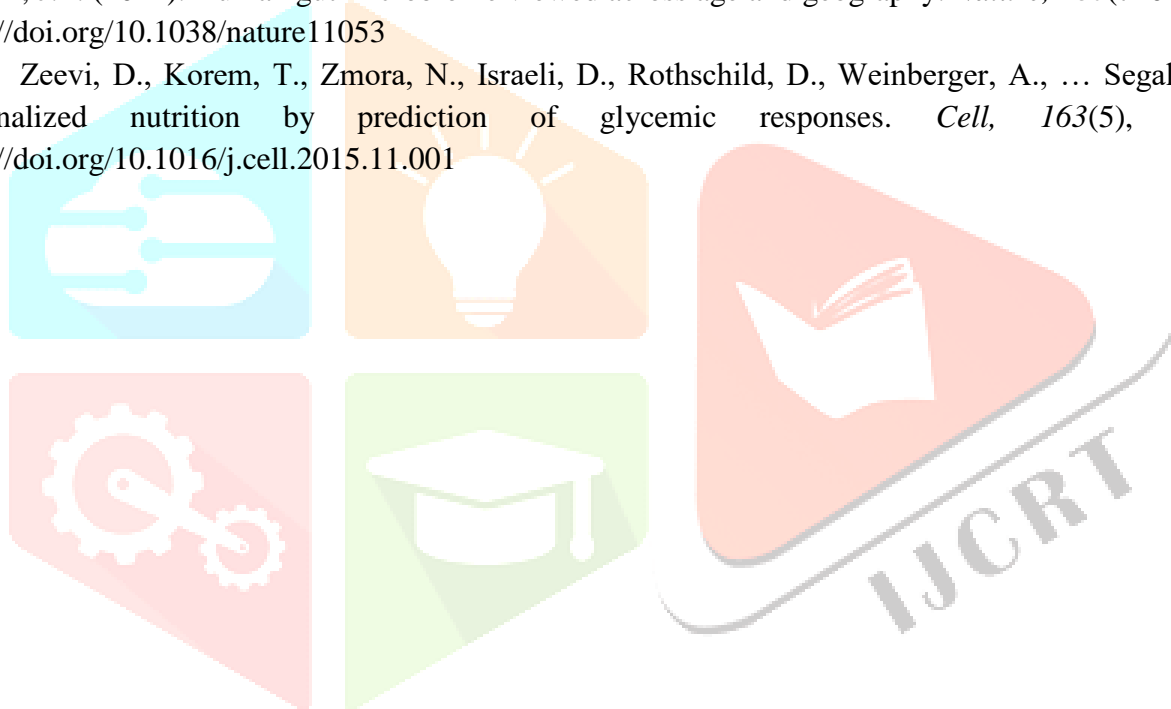 //doi.org/10.1038/nature11053
Zeevi, D., Korem, T., Zmora, N., Israeli, D., Rothschild, D., Weinberger, A., … Segal
nalized nutrition by prediction of glycemic responses. Cell, 163(5),
//doi.org/10.1016/j.cell.2015.11.001
IJCRT